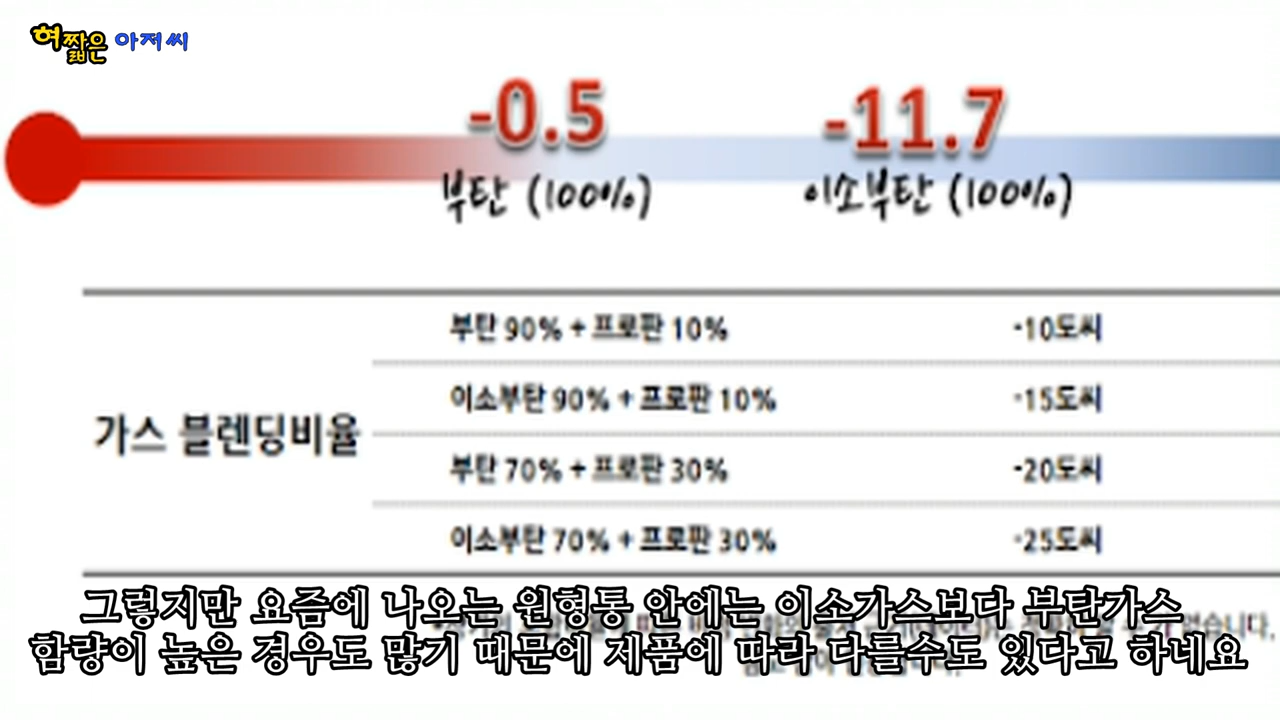 혀짧은 아저씨
-0.5 -11.7
부탄 (100%) 이소부탄 (100%)
부탄 90% + 프로판 10% -10도씨
이소부탄 90% + 프로판 10% -15도씨
가스 블렌딩비율
부탄 70% + 프로판 30% -20도씨
이소부탄 70% + 프로판 30% -25도씨
그렇지만 요즘에 나오는 원형통 안에는 이소가스보다 부탄가스
함량이 높은 경우도 많기 때문에 제품에 따라 다를수도 있다고 하네요